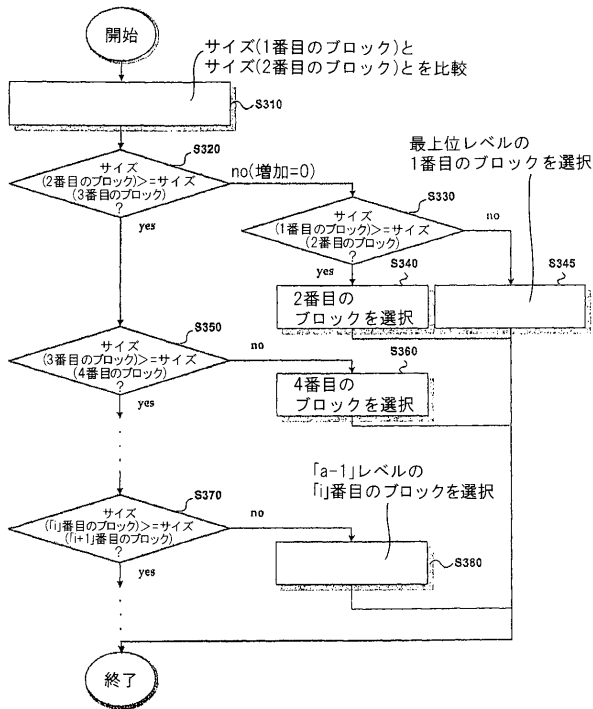 開始
サイズ(1番目のブロック)と
サイズ(2番目のブロック)とを比較
S310
S320
サイズ
(2番目のブロック)>=サイズ
(3番目のブロック)
?
no(増加=0)
yes
最上位レベルの
1番目のブロックを選択
S330
サイズ
(1番目のブロック)>=サイズ
(2番目のブロック)
?
no
yes
S340
2番目の
ブロックを選択
S345
S350
サイズ
(3番目のブロック)>=サイズ
(4番目のブロック)
?
no
yes
S360
4番目の
ブロックを選択
「a-1」レベルの
「i」番目のブロックを選択
S370
サイズ
(「i」番目のブロック)>=サイズ
(「i+1」番目のブロック)
?
no
yes
S380
終了